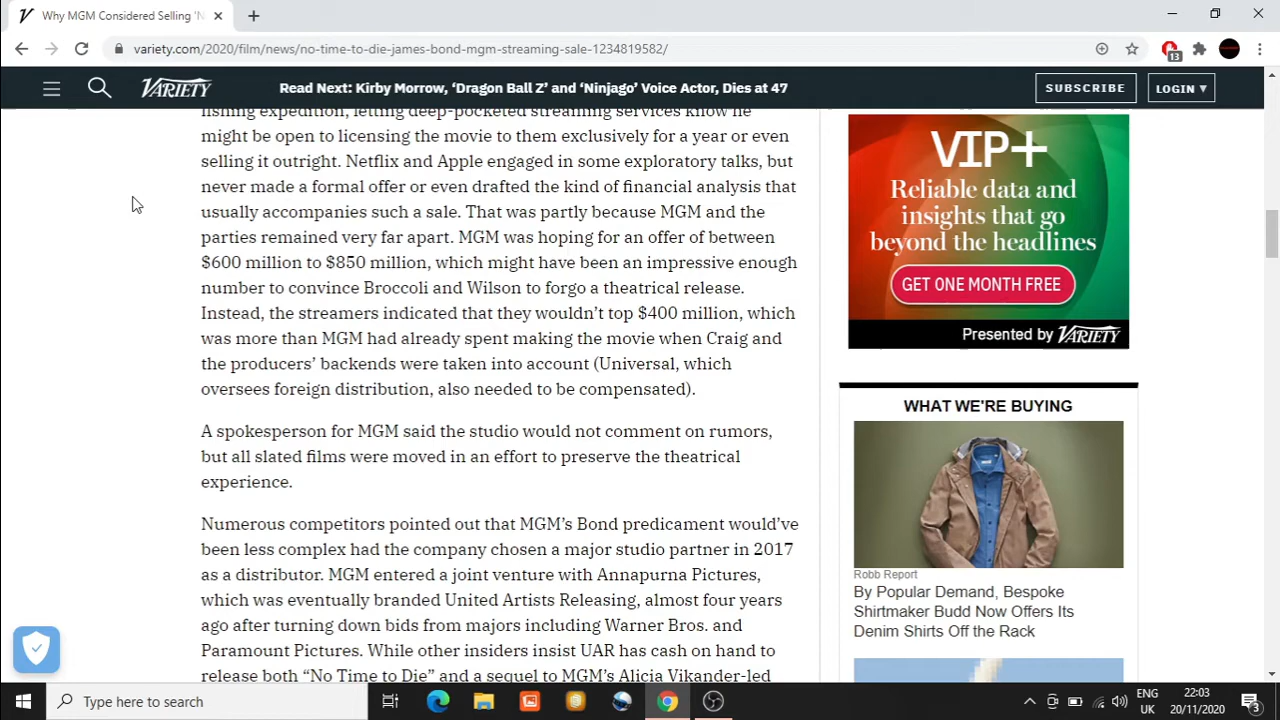 Why MGM Considered Selling 'N
variety.com/2020/film/news/no-time-to-die-james-bond-mgm-streaming-sale-1234819582/
13
VARIETY
Read Next: Kirby Morrow, 'Dragon Ball Z' and 'Ninjago' Voice Actor, Dies at 47
SUBSCRIBE
LOGIN ▾
fishing expedition, letting deep-pocketed streaming services know he
might be open to licensing the movie to them exclusively for a year or even
selling it outright. Netflix and Apple engaged in some exploratory talks, but
never made a formal offer or even drafted the kind of financial analysis that
usually accompanies such a sale. That was partly because MGM and the
parties remained very far apart. MGM was hoping for an offer of between
$600 million to $850 million, which might have been an impressive enough
number to convince Broccoli and Wilson to forgo a theatrical release.
Instead, the streamers indicated that they wouldn't top $400 million, which
was more than MGM had already spent making the movie when Craig and
the producers' backends were taken into account (Universal, which
oversees foreign distribution, also needed to be compensated).
A spokesperson for MGM said the studio would not comment on rumors,
but all slated films were moved in an effort to preserve the theatrical
experience.
Numerous competitors pointed out that MGM's Bond predicament would've
been less complex had the company chosen a major studio partner in 2017
as a distributor. MGM entered a joint venture with Annapurna Pictures,
which was eventually branded United Artists Releasing, almost four years
ago after turning down bids from majors including Warner Bros. and
Paramount Pictures. While other insiders insist UAR has cash on hand to
release both "No Time to Die" and a sequel to MGM's Alicia Vikander-led
VIP+
Reliable data and
insights that go
beyond the headlines
GET ONE MONTH FREE
Presented by VARIETY
WHAT WE'RE BUYING
Robb Report
By Popular Demand, Bespoke
Shirtmaker Budd Now Offers Its
Denim Shirts Off the Rack
Type here to search
ENG
UK
22:03
20/11/2020
3